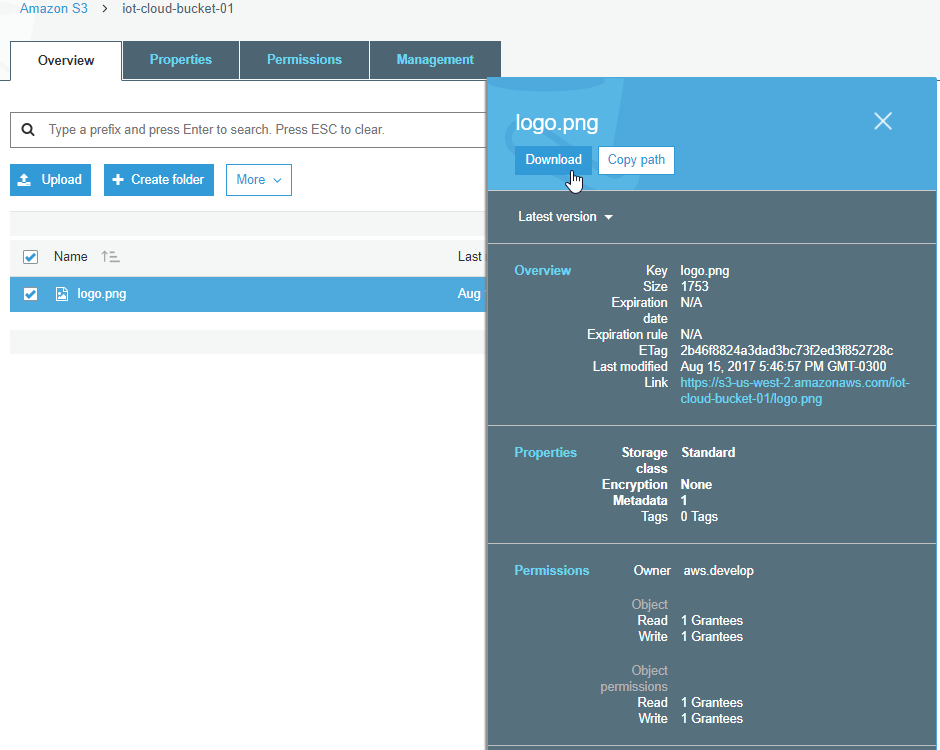 Amazon S3 > iot-cloud-bucket-01
Overview Properties Permissions Management
Type a prefix and press Enter to search. Press ESC to clear.
Upload + Create folder More
Name Last
logo.png Aug
logo.png
Download Copy path
Latest version
Overview Key logo.png
Size 1753
Expiration N/A
date
Expiration rule N/A
ETag 2b46f8824a3dad3bc73f2ed3f852728c
Last modified Aug 15, 2017 5:46:57 PM GMT-0300
Link https://s3-us-west-2.amazonaws.com/iot-
cloud-bucket-01/logo.png
Properties Storage Standard
class
Encryption None
Metadata 1
Tags 0 Tags
Permissions Owner aws.develop
Object
Read 1 Grantees
Write 1 Grantees
Object
permissions
Read 1 Grantees
Write 1 Grantees